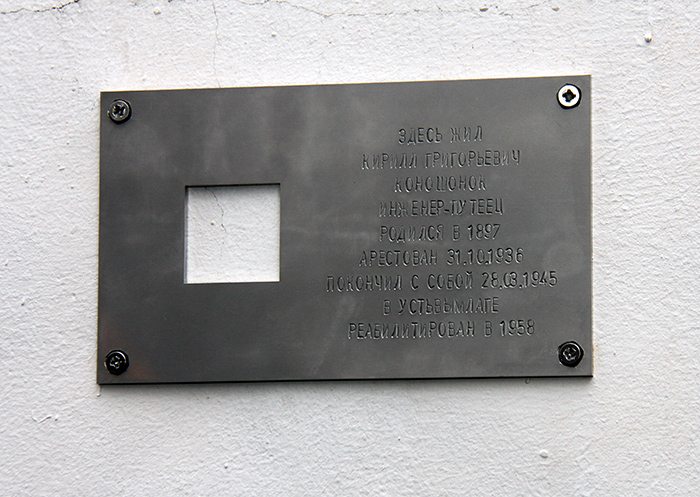 ЗДЕСЬ ЖИЛ
КИРИЛЛ ГРИГОРЬЕВИЧ
КОНОШОНОК
ИНЖЕНЕР-ПУТЕЕЦ
РОДИЛСЯ В 1897
АРЕСТОВАН 31.10.1936
ПОКОНЧИЛ С СОБОЙ 28.03.1945
В УСТЬВЫМЛАГЕ
РЕАБИЛИТИРОВАН В 1958